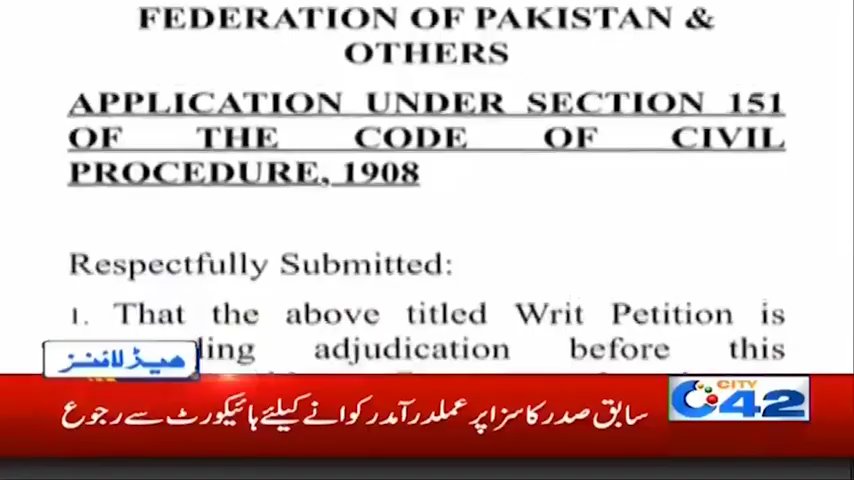 FEDERATION OF PAKISTAN &
OTHERS
APPLICATION UNDER SECTION 151
OF THE CODE OF CIVIL
PROCEDURE, 1908
Respectfully Submitted:
1. That the above titled Writ Petition is
ding adjudication before this
ہیڈلائنز
سابق صدر کا سزا پر عملدرآمد رکوانے کیلئے ہائیکورٹ سے رجوع
CITY
42